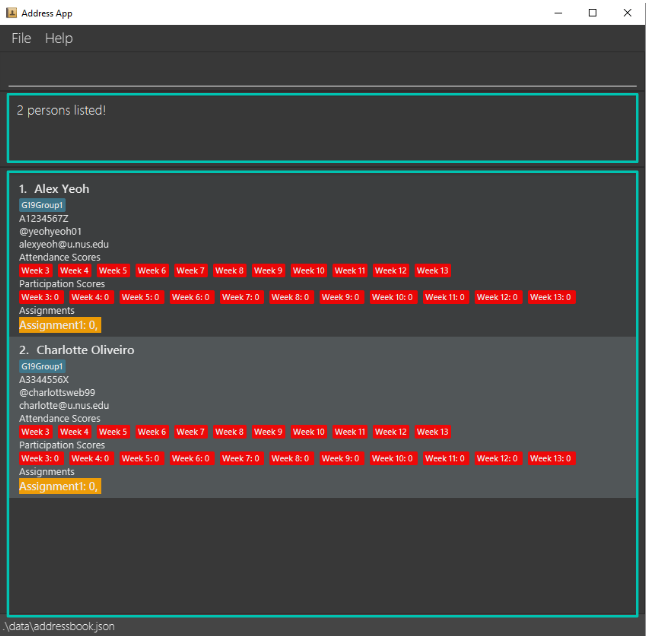 Address App
File Help
2 persons listed!
1. Alex Yeoh
G19Group1
A1234567Z
@yeohyeoh01
alexyeoh@u.nus.edu
Attendance Scores
Week 3 Week 4 Week 5 Week 6 Week 7 Week 8 Week 9 Week 10 Week 11 Week 12 Week 13
Participation Scores
Week 3: 0 Week 4: 0 Week 5: 0 Week 6: 0 Week 7: 0 Week 8: 0 Week 9: 0 Week 10: 0 Week 11: 0 Week 12: 0 Week 13: 0
Assignments
Assignment1: 0,
2. Charlotte Oliveiro
G19Group1
A3344556X
@charlottsweb99
charlotte@u.nus.edu
Attendance Scores
Week 3 Week 4 Week 5 Week 6 Week 7 Week 8 Week 9 Week 10 Week 11 Week 12 Week 13
Participation Scores
Week 3: 0 Week 4: 0 Week 5: 0 Week 6: 0 Week 7: 0 Week 8: 0 Week 9: 0 Week 10: 0 Week 11: 0 Week 12: 0 Week 13: 0
Assignments
Assignment1: 0,
.\data\addressbook.json